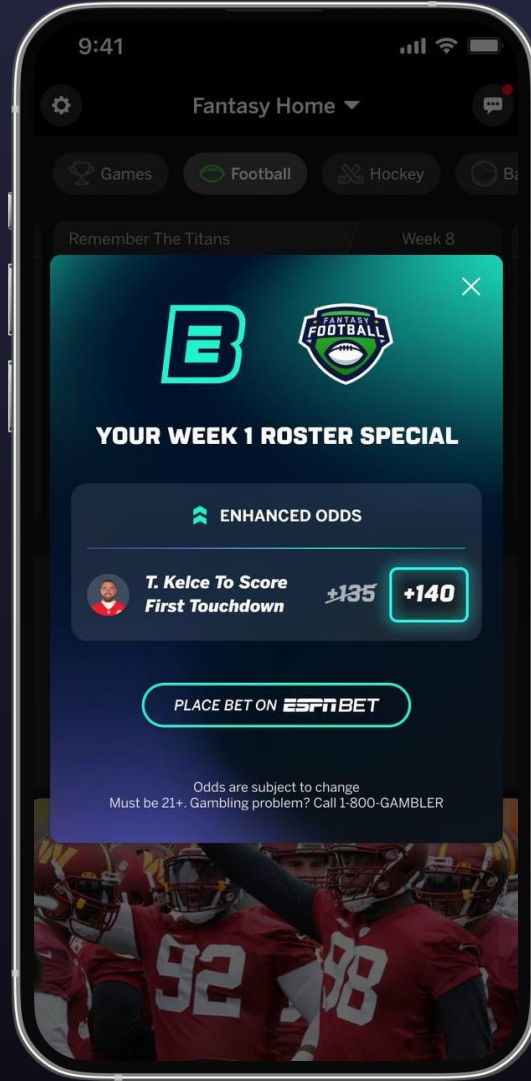 9:41
Fantasy Home
Games
Football
Hockey
Ba
Remember The Titans
Week 8
FANTASY
FOOTBALL
YOUR WEEK 1 ROSTER SPECIAL
ENHANCED ODDS
T. Kelce To Score
First Touchdown
+135
+140
PLACE BET ON ESPN BET
Odds are subject to change
Must be 21+. Gambling problem? Call 1-800-GAMBLER
92
98